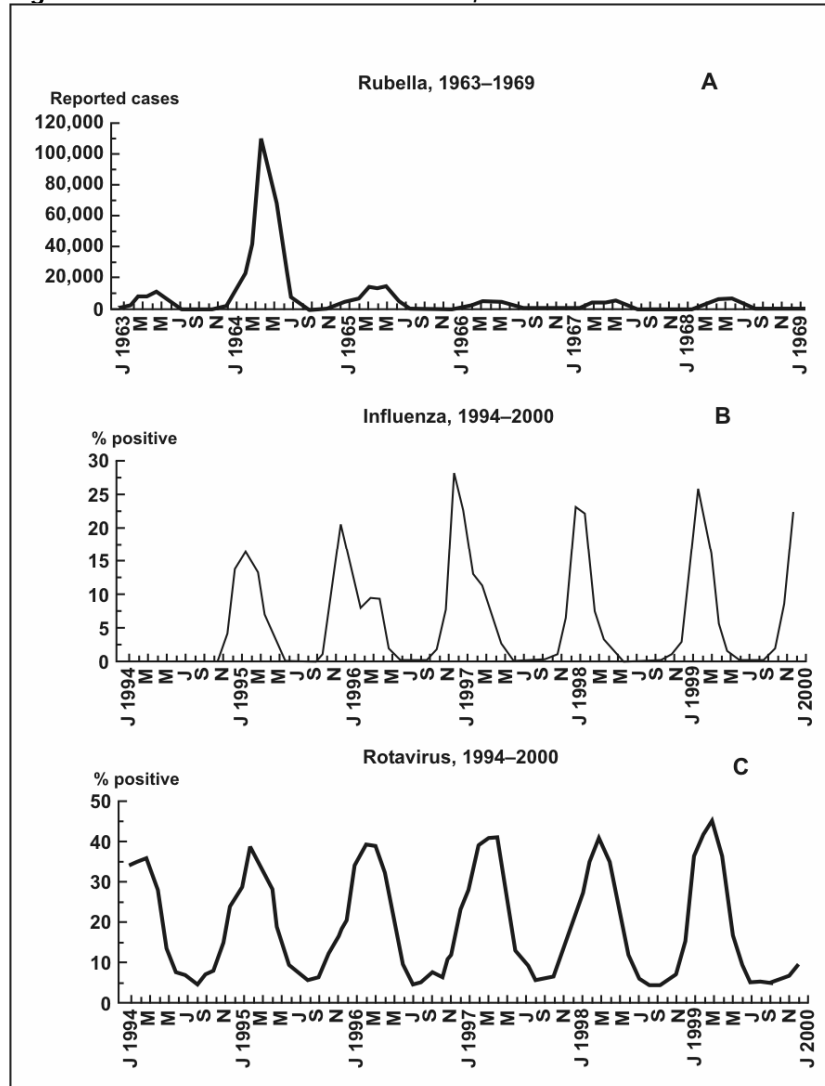 Rubella, 1963–1969 A
Reported cases
120,000
100,000
80,000
60,000
40,000
20,000
0
J 1963 M M J S N J 1964 M M J S N J 1965 M M J S N J 1966 M M J S N J 1967 M M J S N J 1968 M M J S N J 1969
Influenza, 1994–2000 B
% positive
30
25
20
15
10
5
0
J 1994 M M J S N J 1995 M M J S N J 1996 M M J S N J 1997 M M J S N J 1998 M M J S N J 1999 M M J S N J 2000
Rotavirus, 1994–2000 C
% positive
50
40
30
20
10
0
J 1994 M M J S N J 1995 M M J S N J 1996 M M J S N J 1997 M M J S N J 1998 M M J S N J 1999 M M J S N J 2000